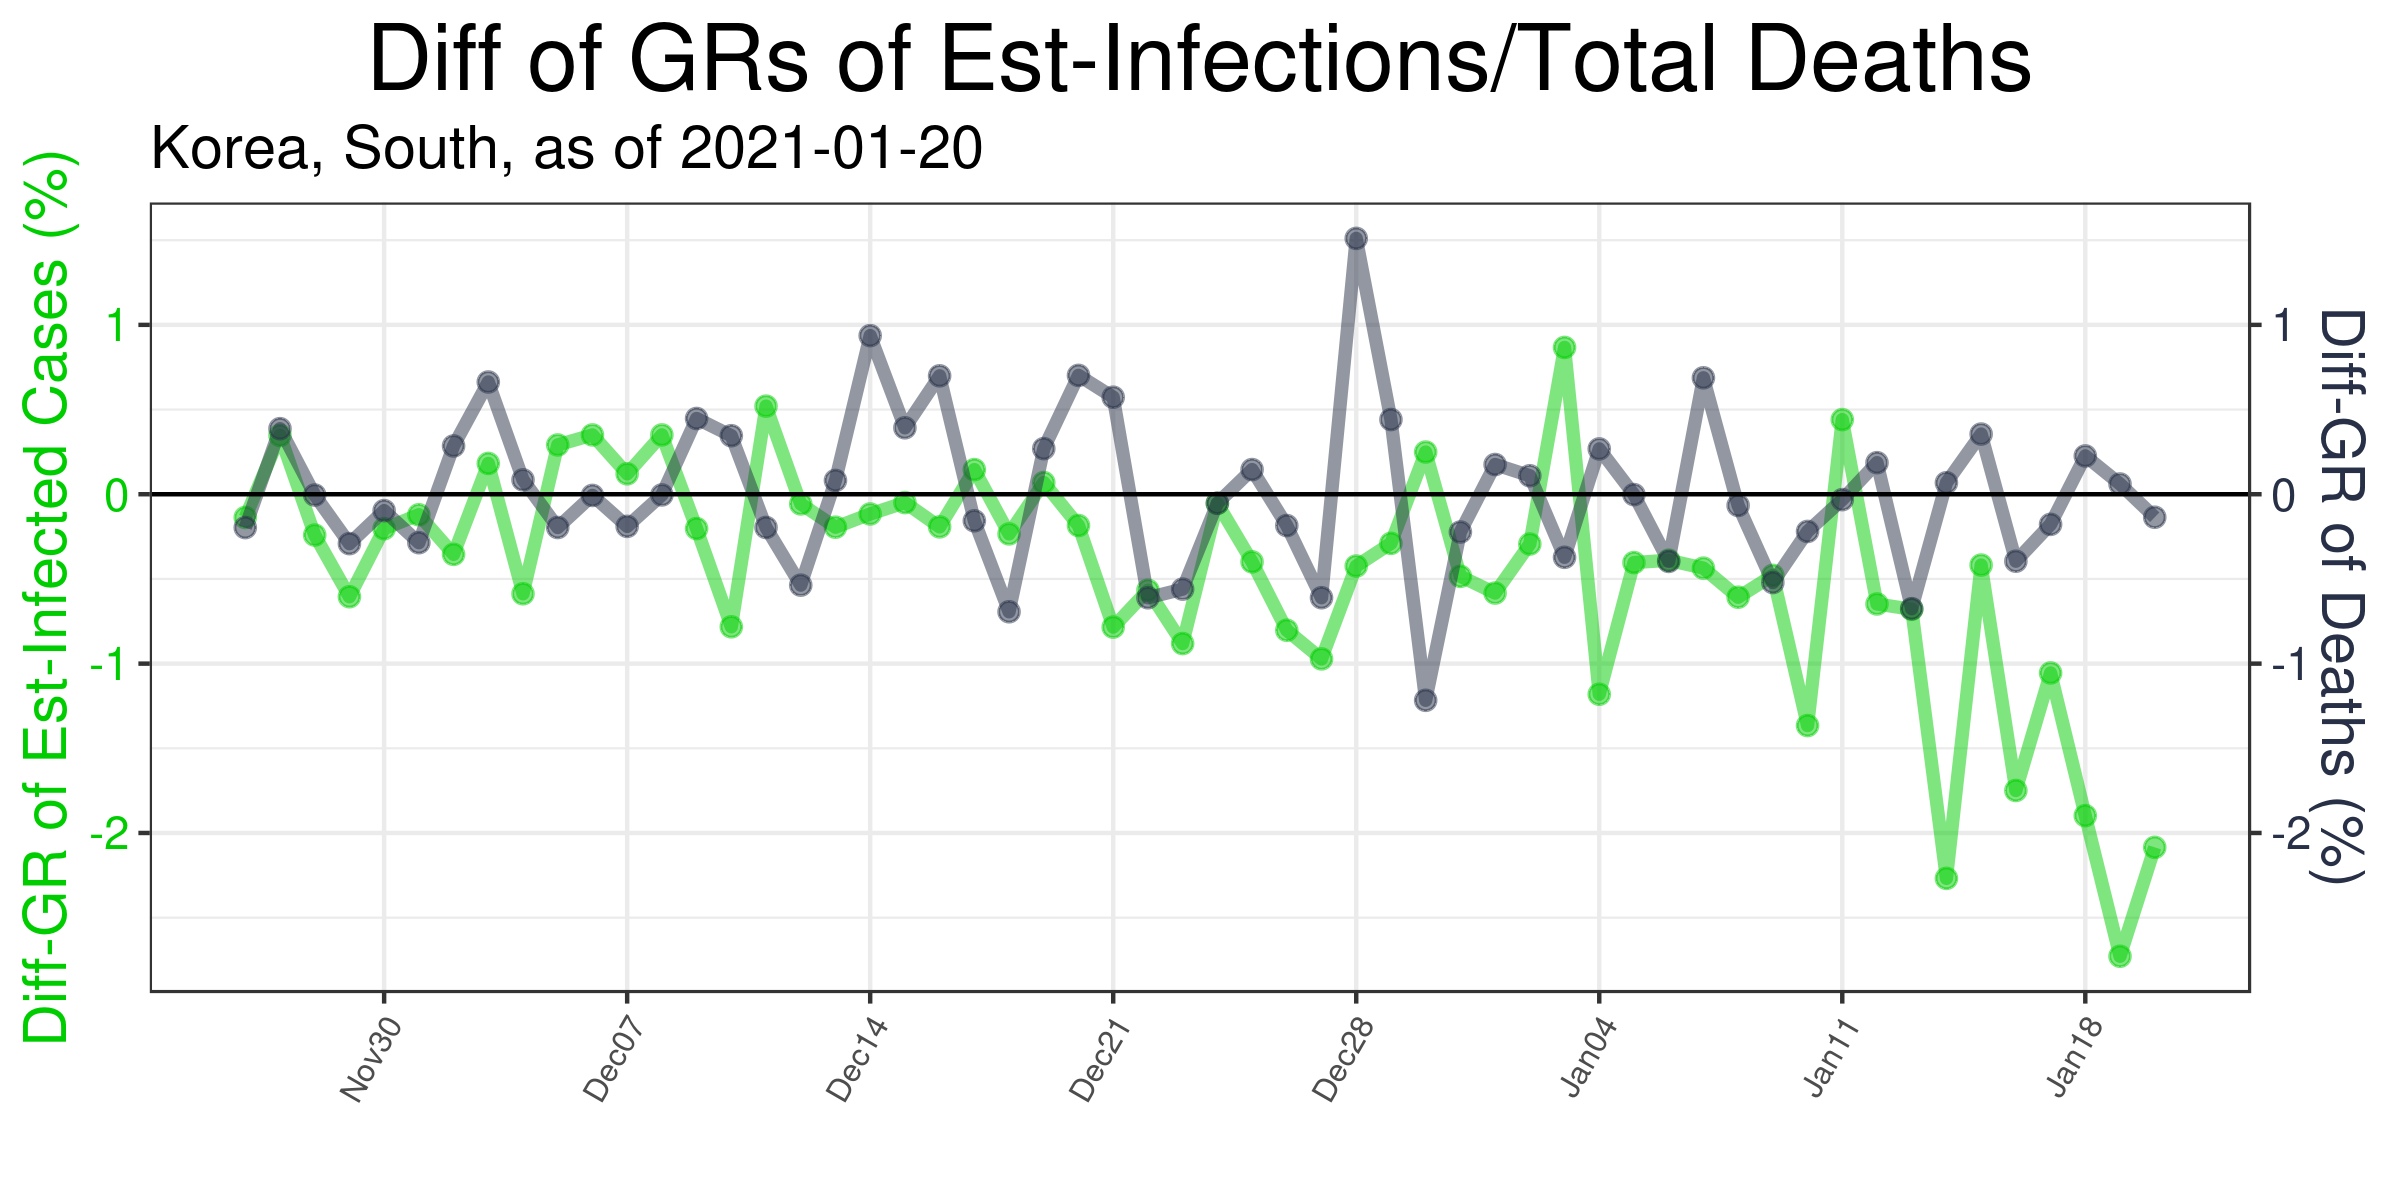 Diff of GRs of Est-Infections/Total Deaths
Korea, South, as of 2021-01-20
Diff-GR of Est-Infected Cases (%)
1
0
-1
-2
1
0
-1
-2
Diff-GR of Deaths (%)
Nov30
Dec07
Dec14
Dec21
Dec28
Jan04
Jan11
Jan18